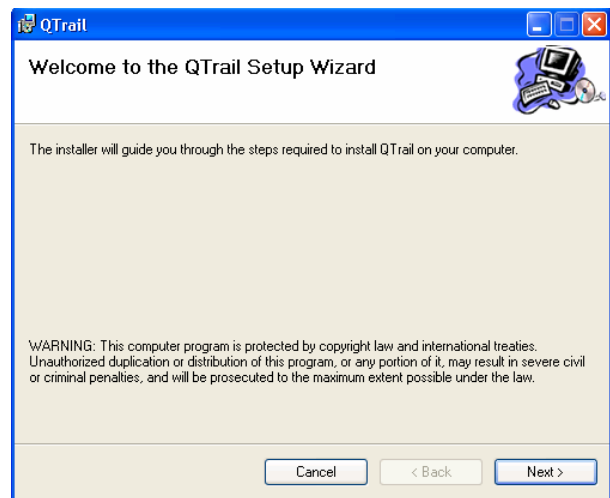 QTrail
Welcome to the QTrail Setup Wizard
The installer will guide you through the steps required to install QTrail on your computer.
WARNING: This computer program is protected by copyright law and international treaties.
Unauthorized duplication or distribution of this program, or any portion of it, may result in severe civil
or criminal penalties, and will be prosecuted to the maximum extent possible under the law.
Cancel
< Back
Next >